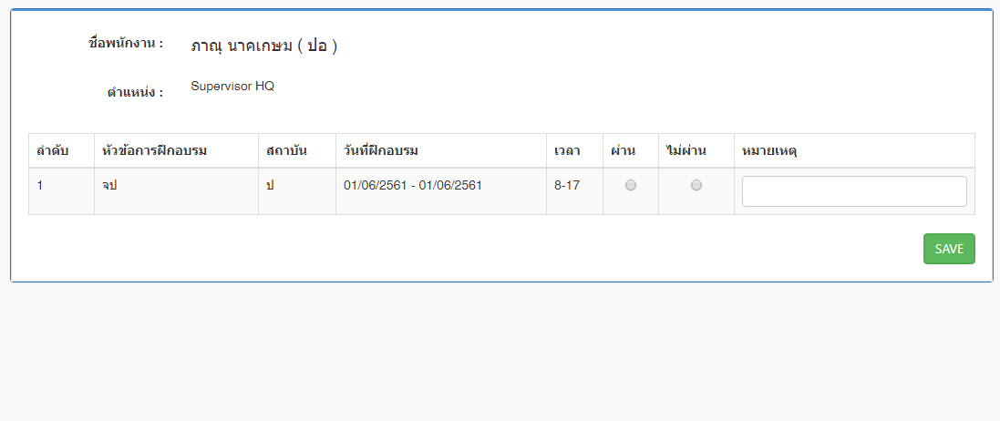 ชื่อพนักงาน : ภาณุ นาคเกษม ( ปอ )
ตำแหน่ง : Supervisor HQ
ลำดับ หัวข้อการฝึกอบรม สถาบัน วันที่ฝึกอบรม เวลา ผ่าน ไม่ผ่าน หมายเหตุ
1 จป ป 01/06/2561 - 01/06/2561 8-17
SAVE